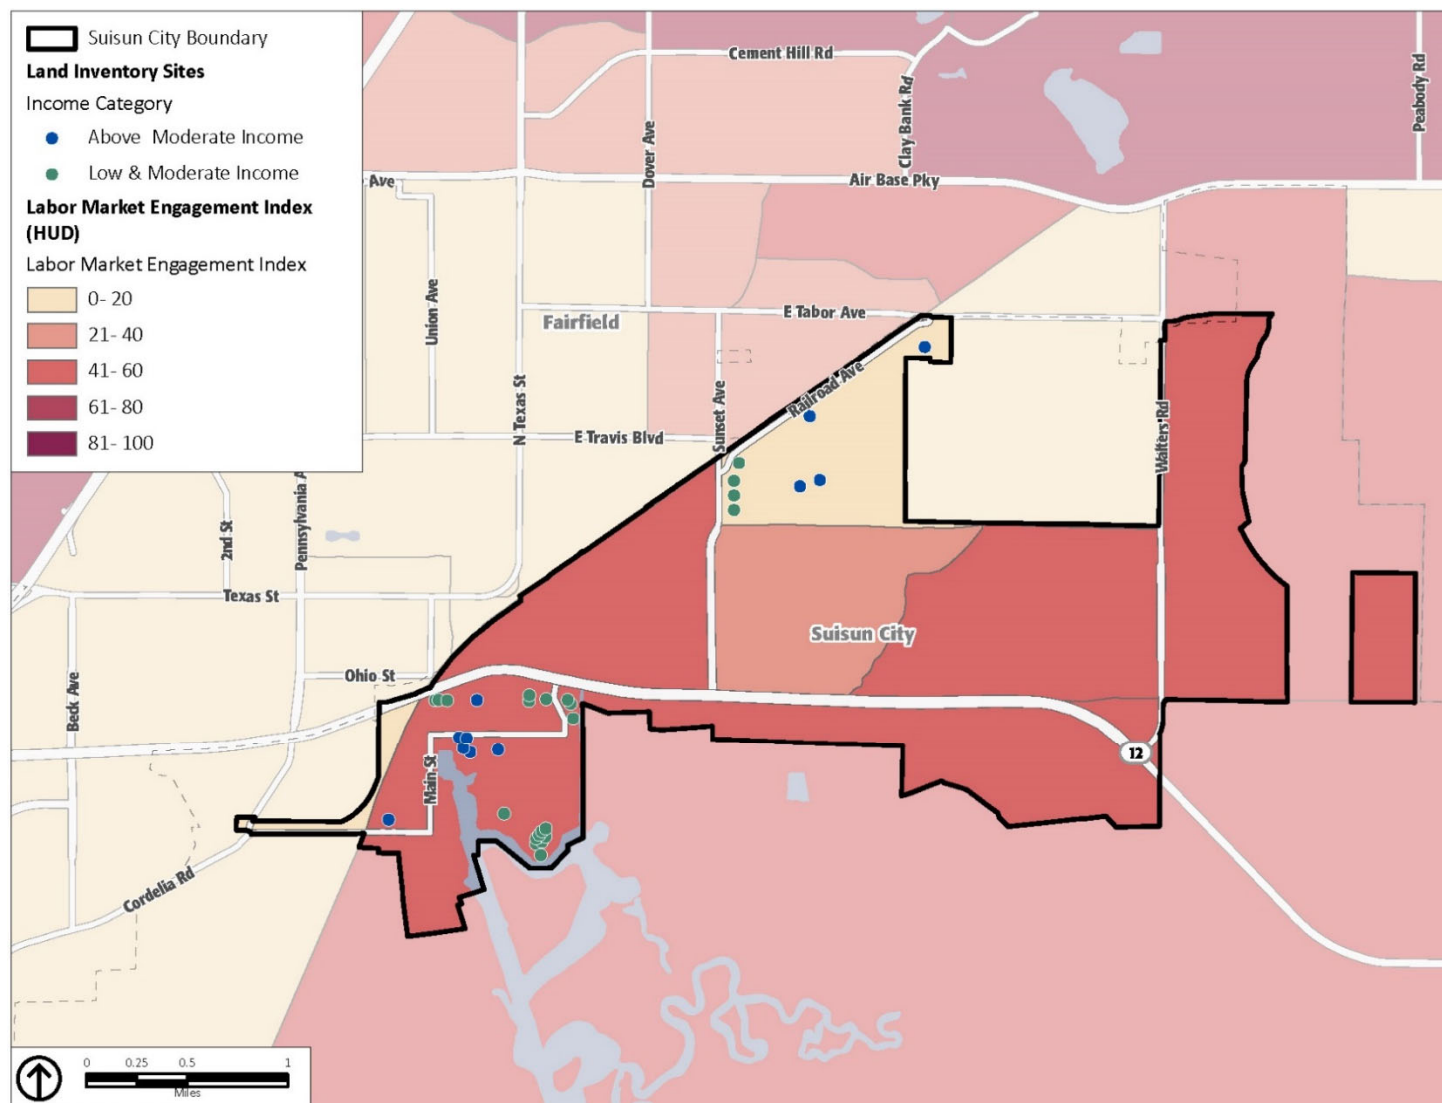 Suisun City Boundary
Land Inventory Sites
Income Category
Above Moderate Income
Low & Moderate Income
Labor Market Engagement Index
(HUD)
Labor Market Engagement Index
0- 20
21- 40
41- 60
61- 80
81- 100
Cement Hill Rd
Clay Bank Rd
Peabody Rd
Dover Ave
Ave
Air Base Pky
Union Ave
N Texas St
Fairfield
E Tabor Ave
Railroad Ave
Sunset Ave
E Travis Blvd
Walters Rd
2nd St
Pennsylvania A
Texas St
Suisun City
Ohio St
Beck Ave
Main St
12
Cordelia Rd
0 0.25 0.5 1
Miles